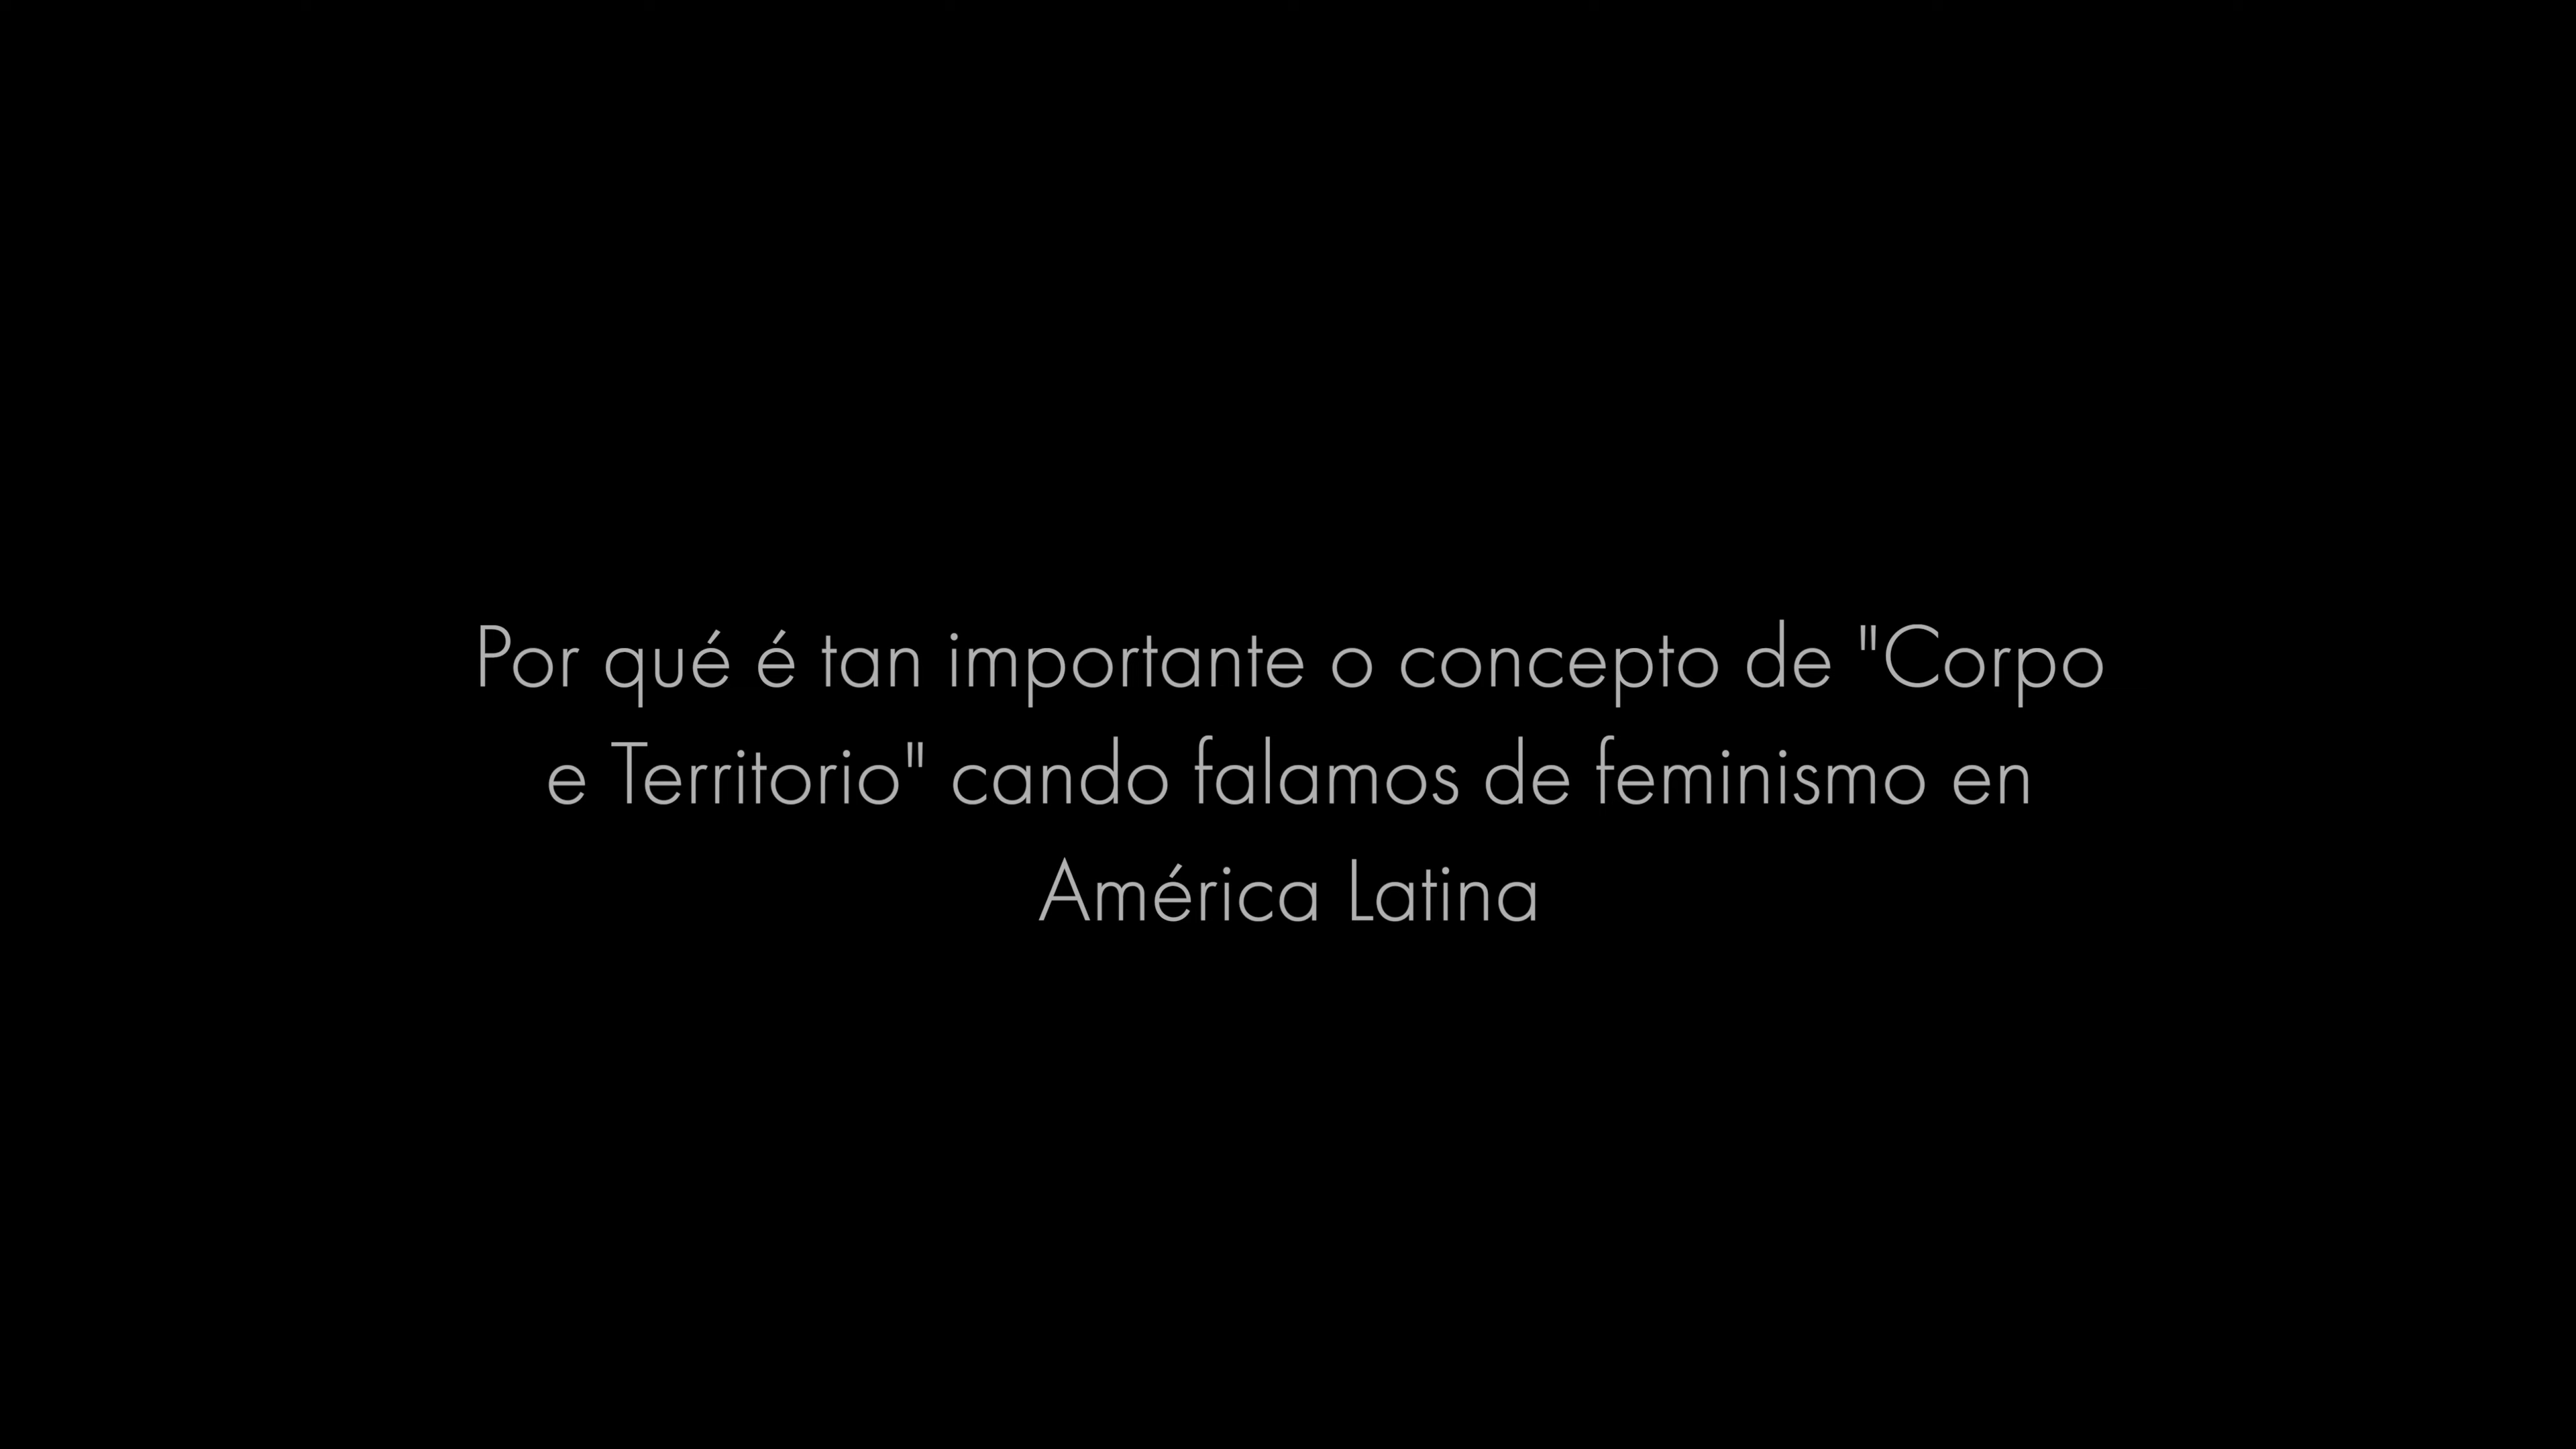 Por qué é tan importante o concepto de "Corpo
e Territorio" cando falamos de feminismo en
América Latina